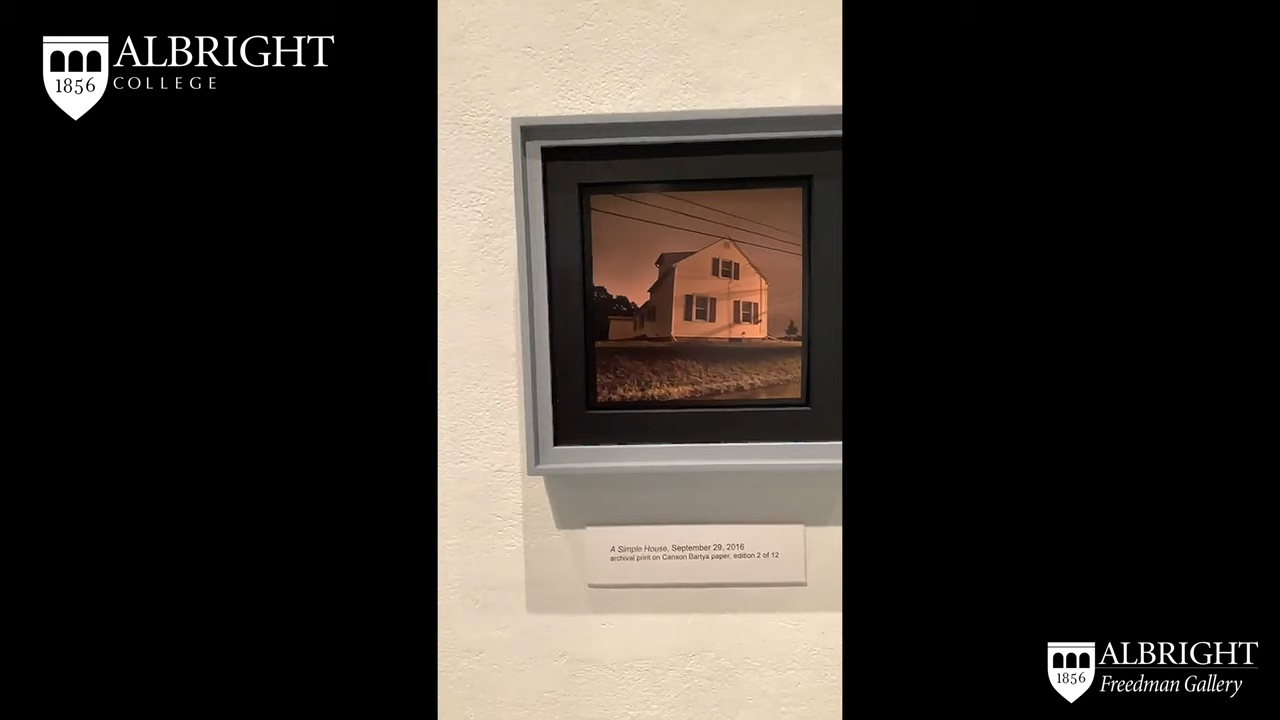 ALBRIGHT
COLLEGE
1856
A Simple House, September 29, 2016
archival print on Canson Bartya paper, edition 2 of 12
ALBRIGHT
1856
Freedman Gallery